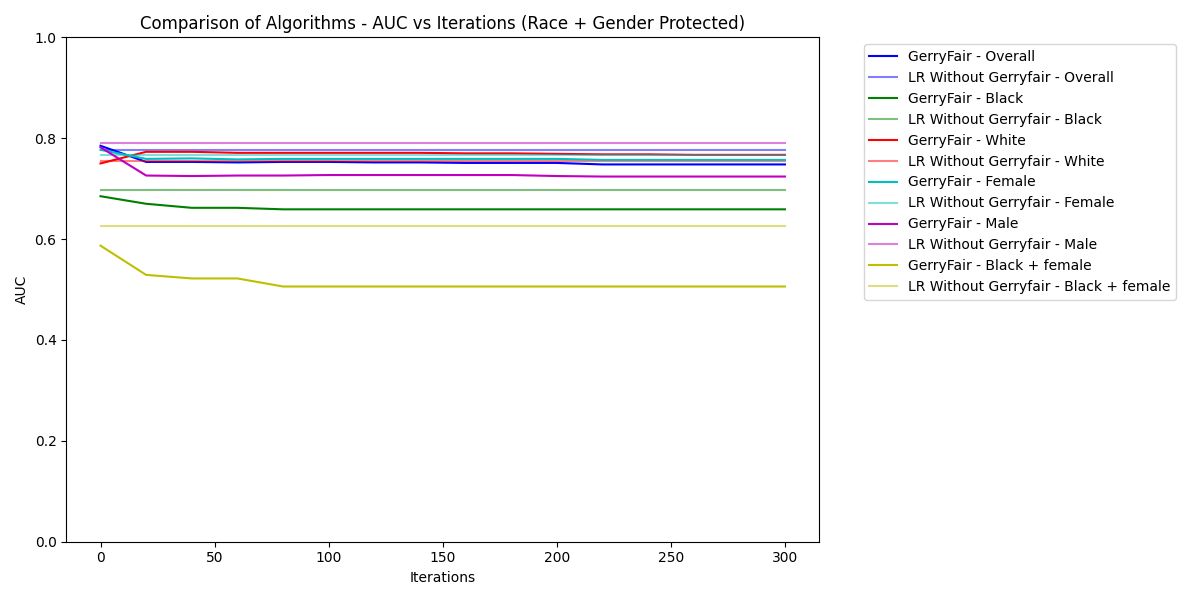 Comparison of Algorithms - AUC vs Iterations (Race + Gender Protected)
1.0
0.8
0.6
0.4
0.2
0.0
AUC
0 50 100 150 200 250 300
Iterations
GerryFair - Overall
LR Without Gerryfair - Overall
GerryFair - Black
LR Without Gerryfair - Black
GerryFair - White
LR Without Gerryfair - White
GerryFair - Female
LR Without Gerryfair - Female
GerryFair - Male
LR Without Gerryfair - Male
GerryFair - Black + female
LR Without Gerryfair - Black + female